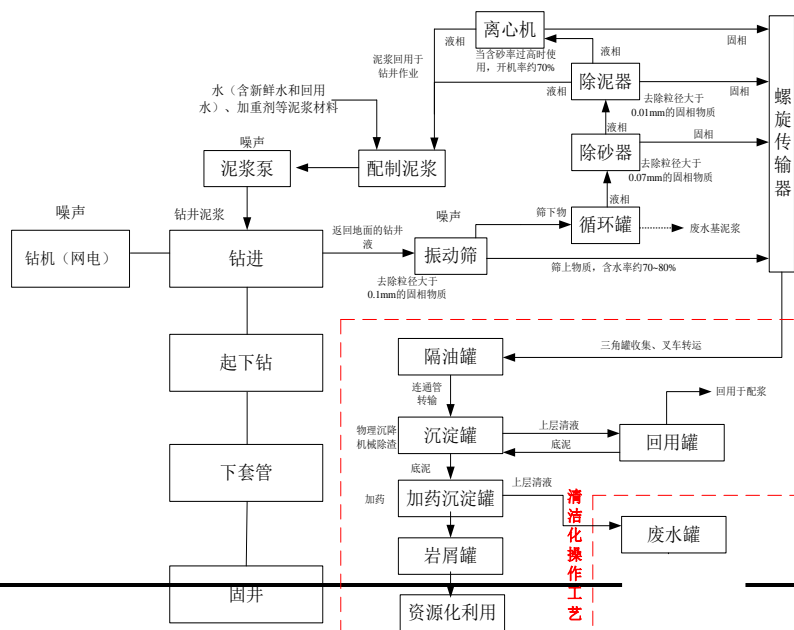 离心机
液相
固相
泥浆回用于
钻井作业
当含砂率过高时使
用，开机率约70%
液相
液相
除泥器
固相
水（含新鲜水和回用
水）、加重剂等泥浆材料
去除粒径大于
0.01mm的固相物质
螺旋传输器
液相
固相
噪声
泥浆泵
配制泥浆
除砂器
去除粒径大于
0.07mm的固相物质
液相
噪声
钻井泥浆
返回地面的钻井
液
噪声
筛下物
循环罐
废水基泥浆
钻机（网电）
钻进
振动筛
筛上物质，含水率约70~80%
去除粒径大于
0.1mm的固相物质
起下钻
隔油罐
三角罐收集、叉车转运
连通管
转输
回用于配浆
物理沉降
机械除渣
沉淀罐
上层清液
底泥
回用罐
下套管
底泥
加药
加药沉淀罐
上层清液
清洁化操作工艺
废水罐
岩屑罐
固井
资源化利用